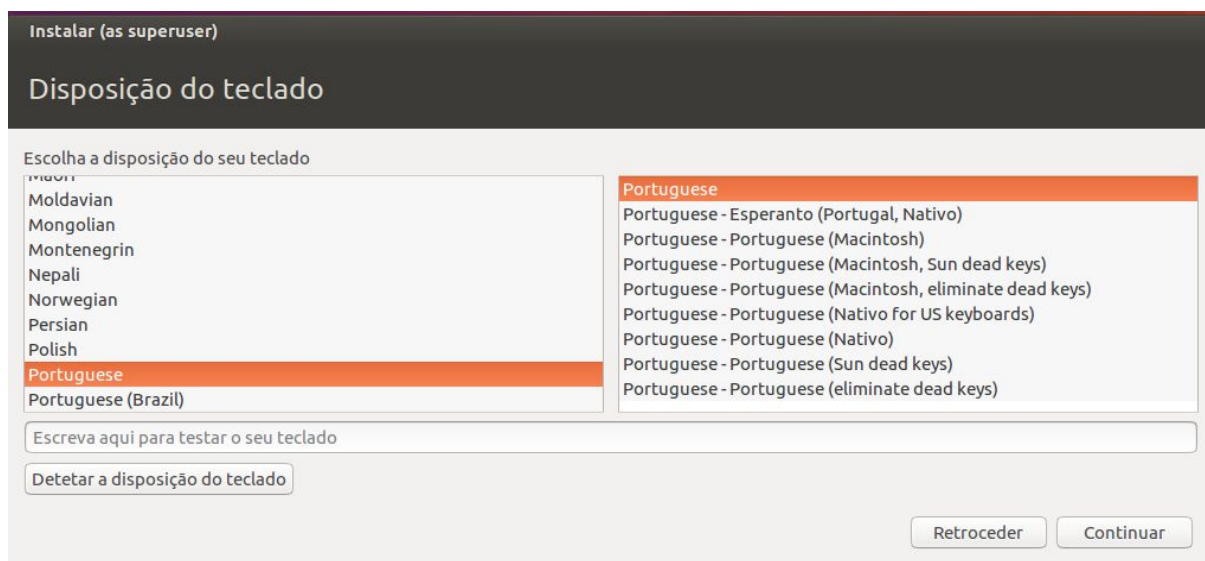 Instalar (as superuser)
Disposição do teclado
Escolha a disposição do seu teclado
Maori
Moldavian
Mongolian
Montenegrin
Nepali
Norwegian
Persian
Polish
Portuguese
Portuguese (Brazil)
Portuguese
Portuguese - Esperanto (Portugal, Nativo)
Portuguese - Portuguese (Macintosh)
Portuguese - Portuguese (Macintosh, Sun dead keys)
Portuguese - Portuguese (Macintosh, eliminate dead keys)
Portuguese - Portuguese (Nativo for US keyboards)
Portuguese - Portuguese (Nativo)
Portuguese - Portuguese (Sun dead keys)
Portuguese - Portuguese (eliminate dead keys)
Escreva aqui para testar o seu teclado
Detetar a disposição do teclado
Retroceder
Continuar